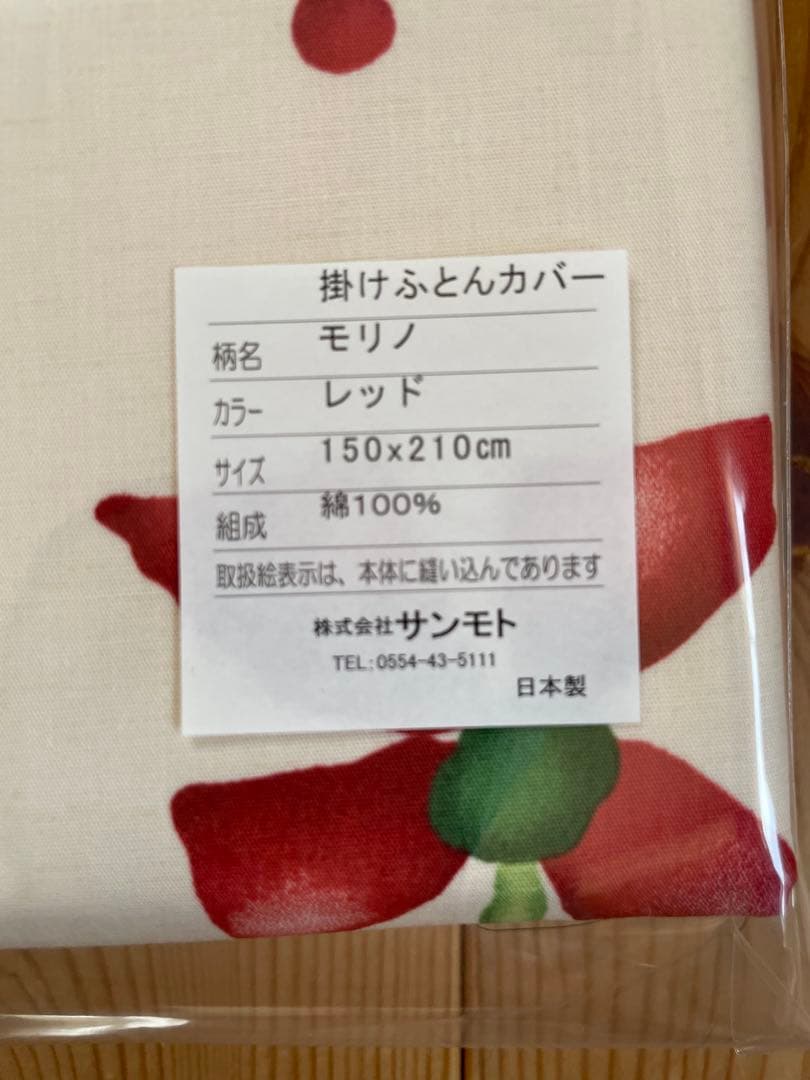 掛けふとんカバー
柄名 モリノ
カラー レッド
サイズ 150x210cm
組成 綿100%
取扱絵表示は、本体に縫い込んであります
株式会社サンモト
TEL:0554-43-5111
日本製